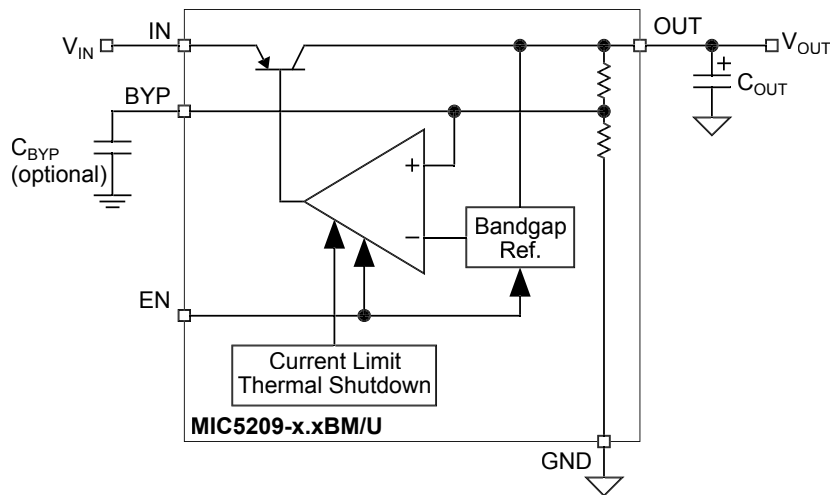 IN
OUT
V_IN
V_OUT
+
C_OUT
BYP
C_BYP
(optional)
+
−
Bandgap
Ref.
EN
Current Limit
Thermal Shutdown
MIC5209-x.xBM/U
GND